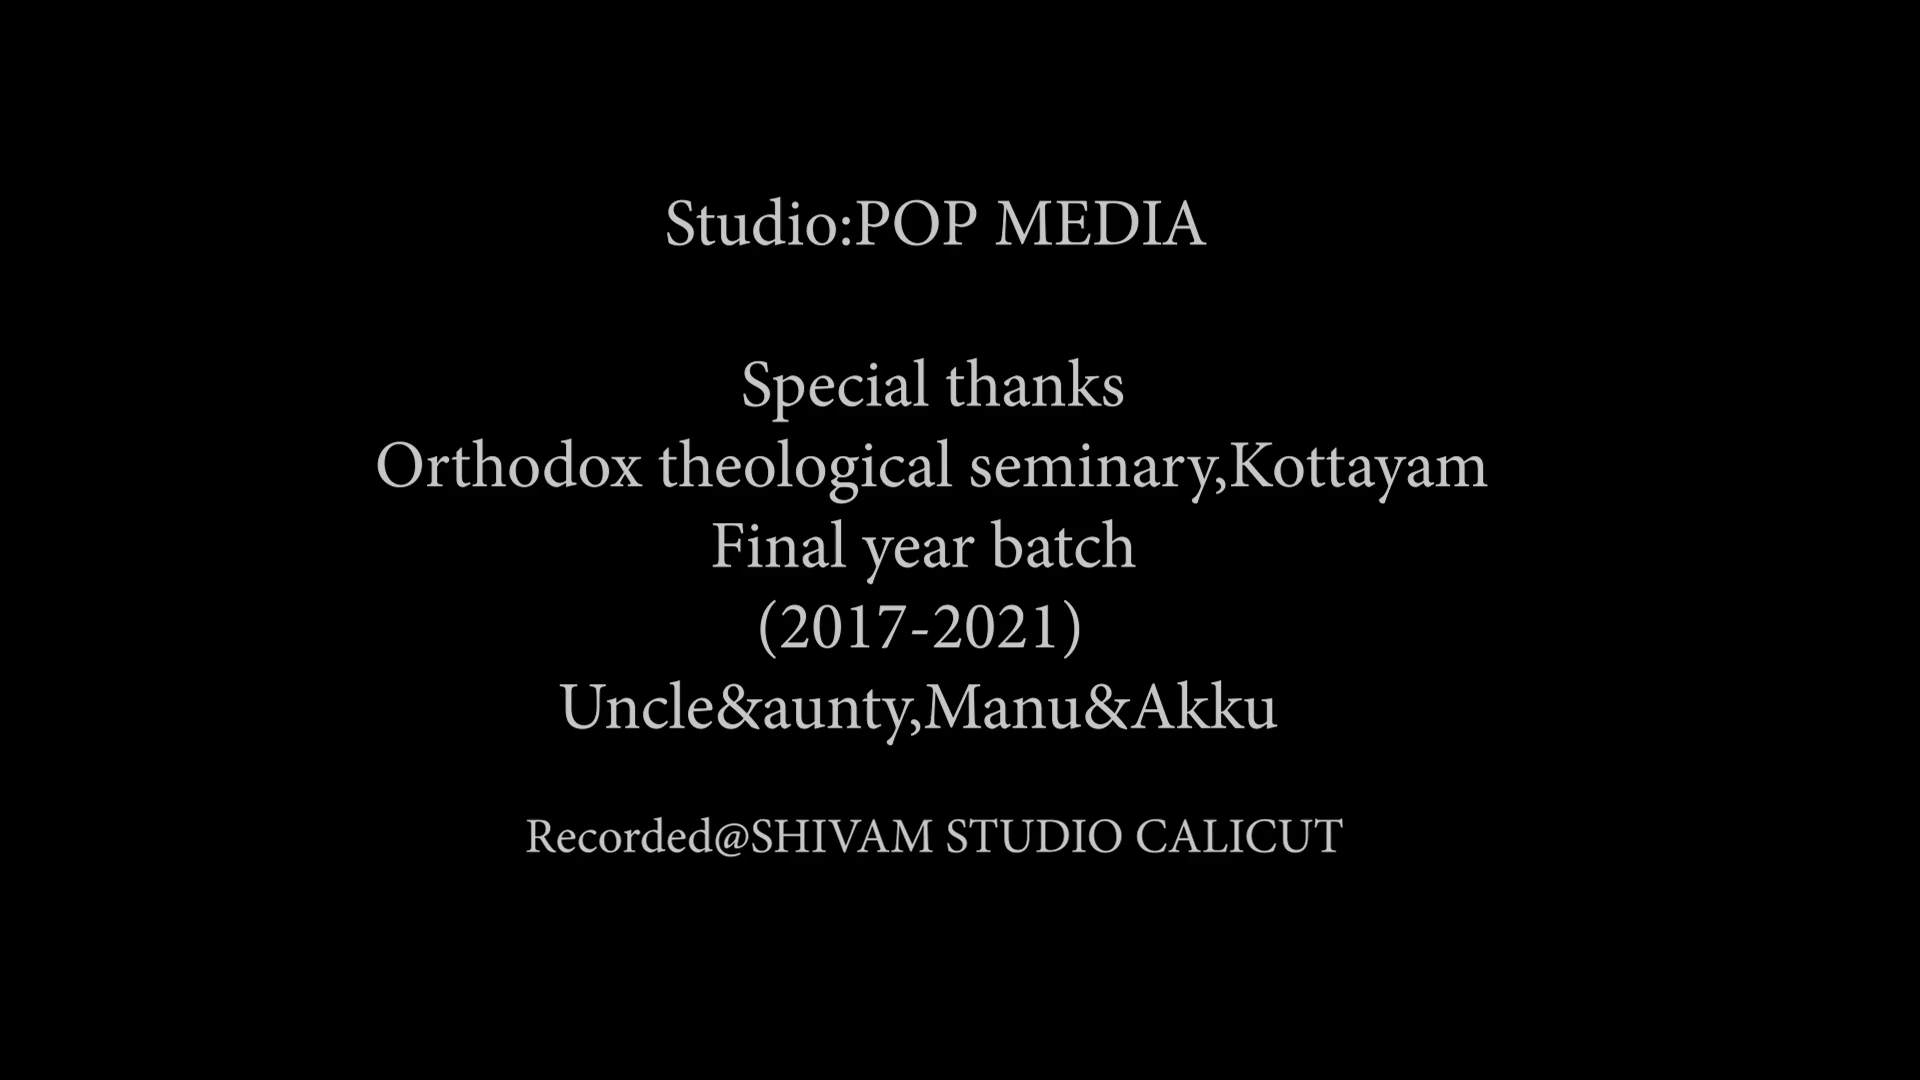 Studio:POP MEDIA
Special thanks
Orthodox theological seminary,Kottayam
Final year batch
(2017-2021)
Uncle&aunty,Manu&Akku
Recorded@SHIVAM STUDIO CALICUT